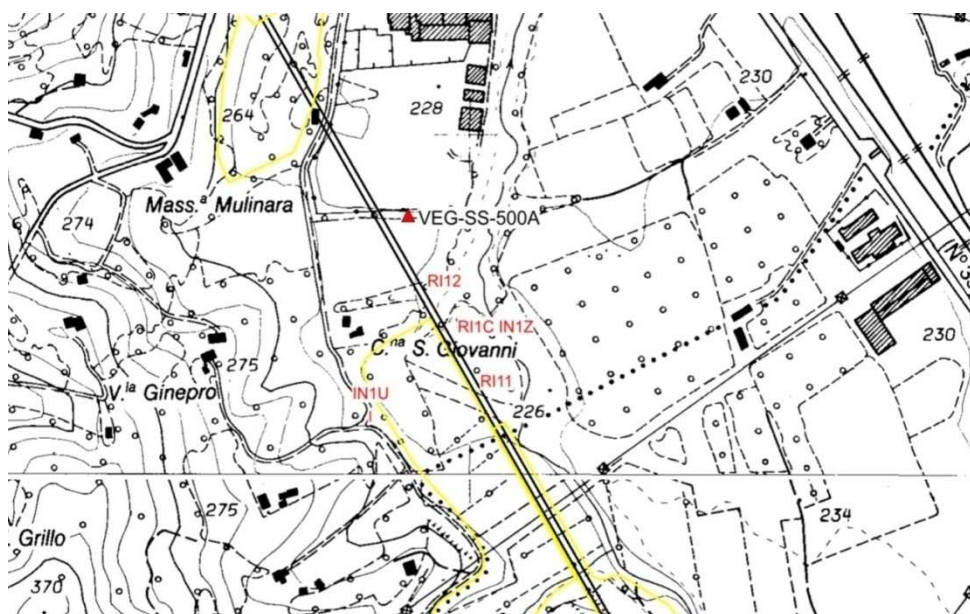 230
264
228
Mass.ª Mulinara
VEG-SS-500A
274
RI12
RI1C IN1Z
C.na S. Giovanni
230
275
RI11
V.la Ginepro
IN1U
226
275
234
Grillo
370